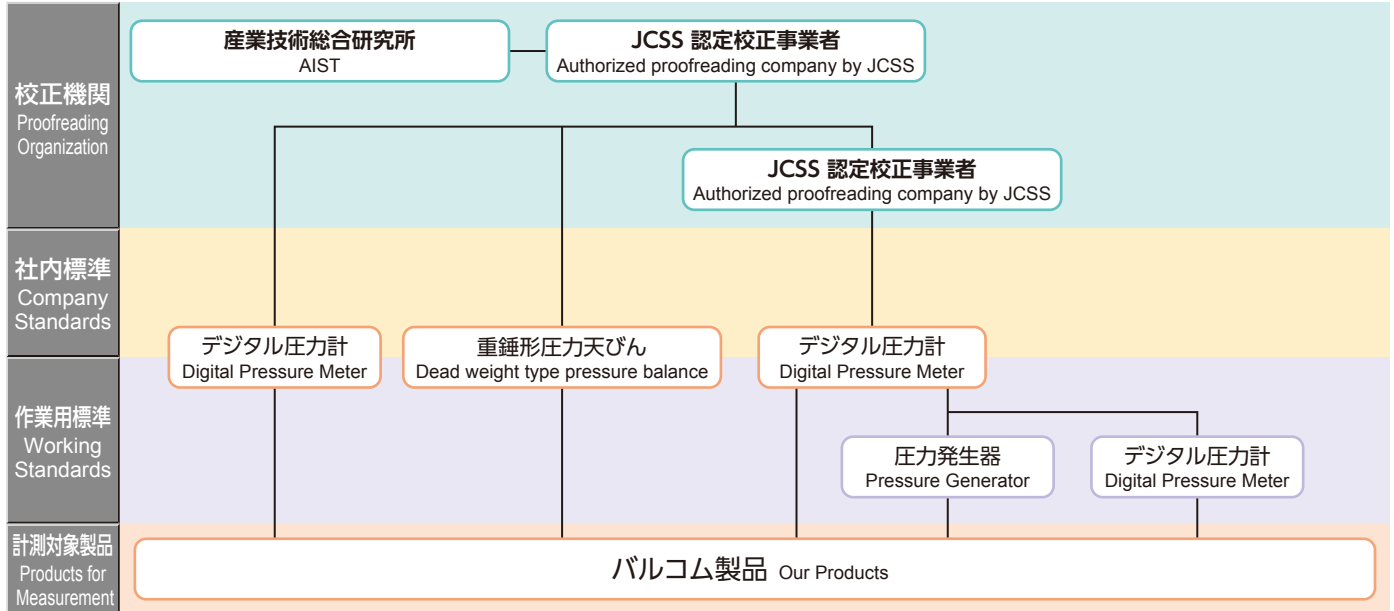 校正機関
Proofreading
Organization
産業技術総合研究所
AIST
JCSS 認定校正事業者
Authorized proofreading company by JCSS
JCSS 認定校正事業者
Authorized proofreading company by JCSS
社内標準
Company
Standards
デジタル圧力計
Digital Pressure Meter
重錘形圧力天びん
Dead weight type pressure balance
デジタル圧力計
Digital Pressure Meter
作業用標準
Working
Standards
圧力発生器
Pressure Generator
デジタル圧力計
Digital Pressure Meter
計測対象製品
Products for
Measurement
バルコム製品 Our Products